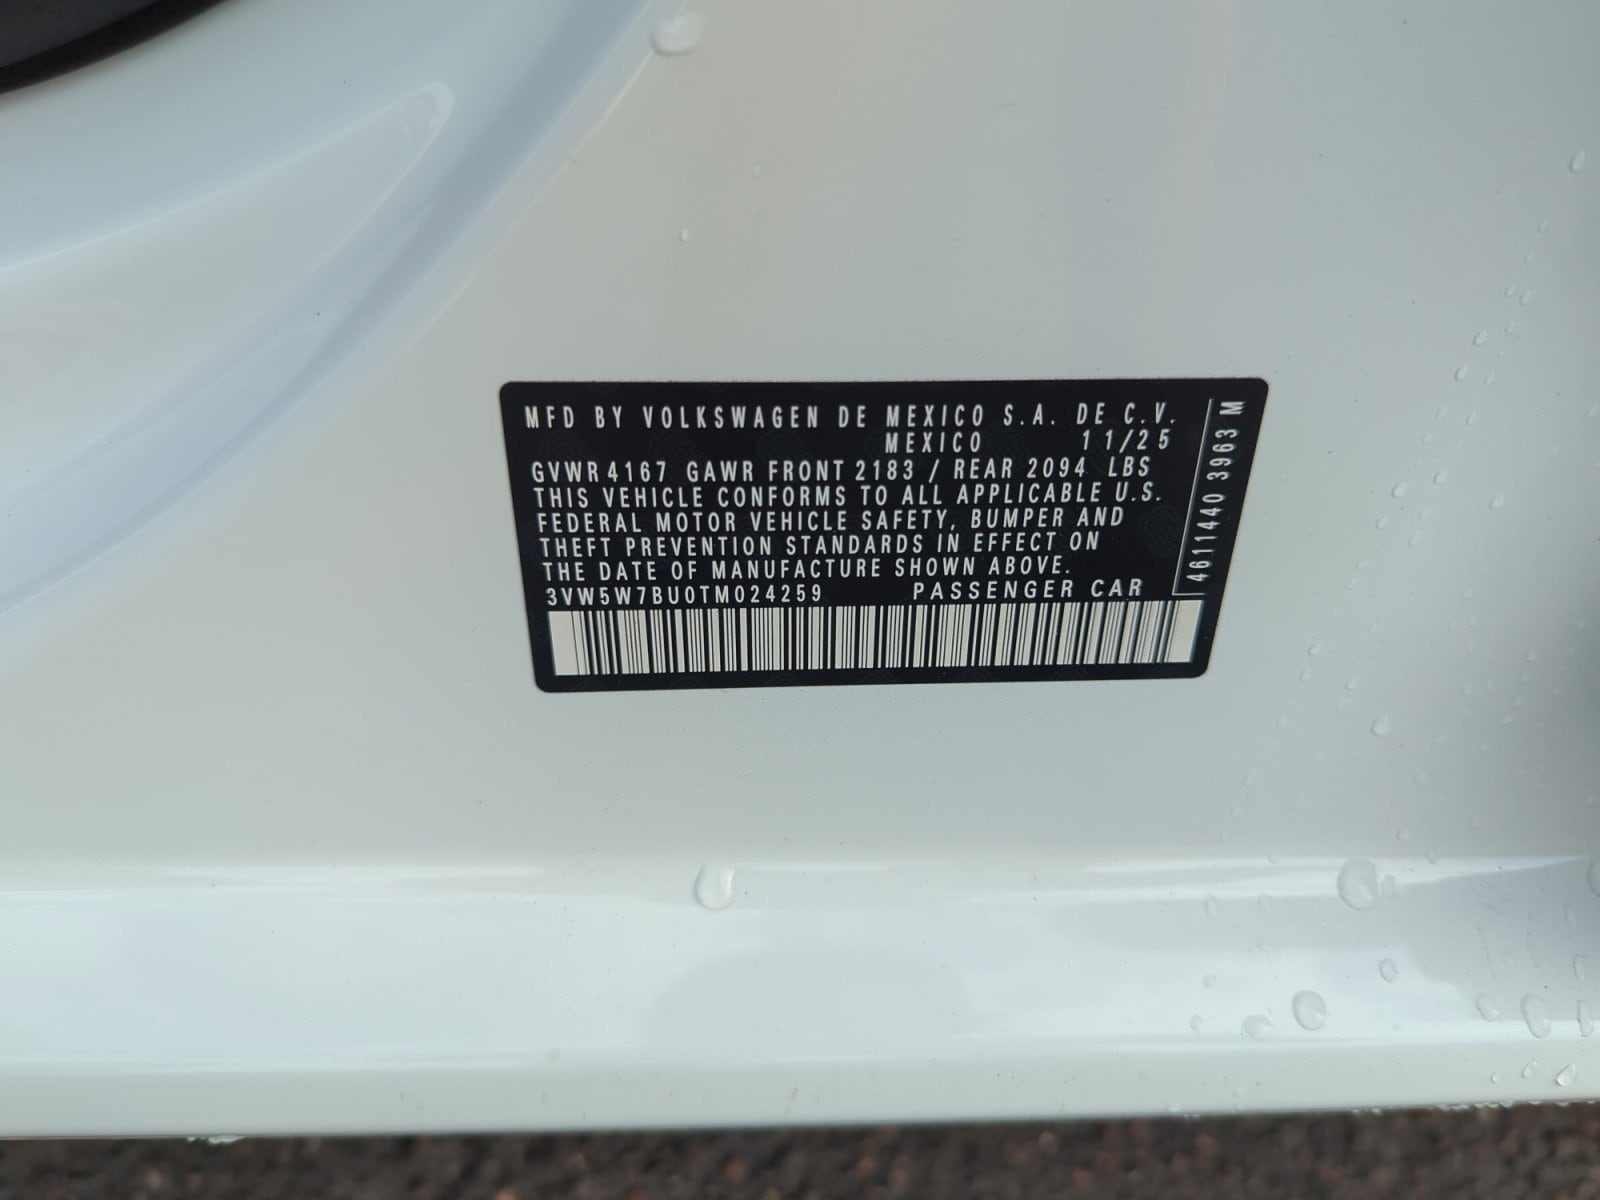 MFD BY VOLKSWAGEN DE MEXICO S.A. DE C.V.
MEXICO 11/25
GVWR 4167 GAWR FRONT 2183 / REAR 2094 LBS
THIS VEHICLE CONFORMS TO ALL APPLICABLE U.S.
FEDERAL MOTOR VEHICLE SAFETY, BUMPER AND
THEFT PREVENTION STANDARDS IN EFFECT ON
THE DATE OF MANUFACTURE SHOWN ABOVE.
3VW5W7BU0TM024259 PASSENGER CAR
4611440 3963 M